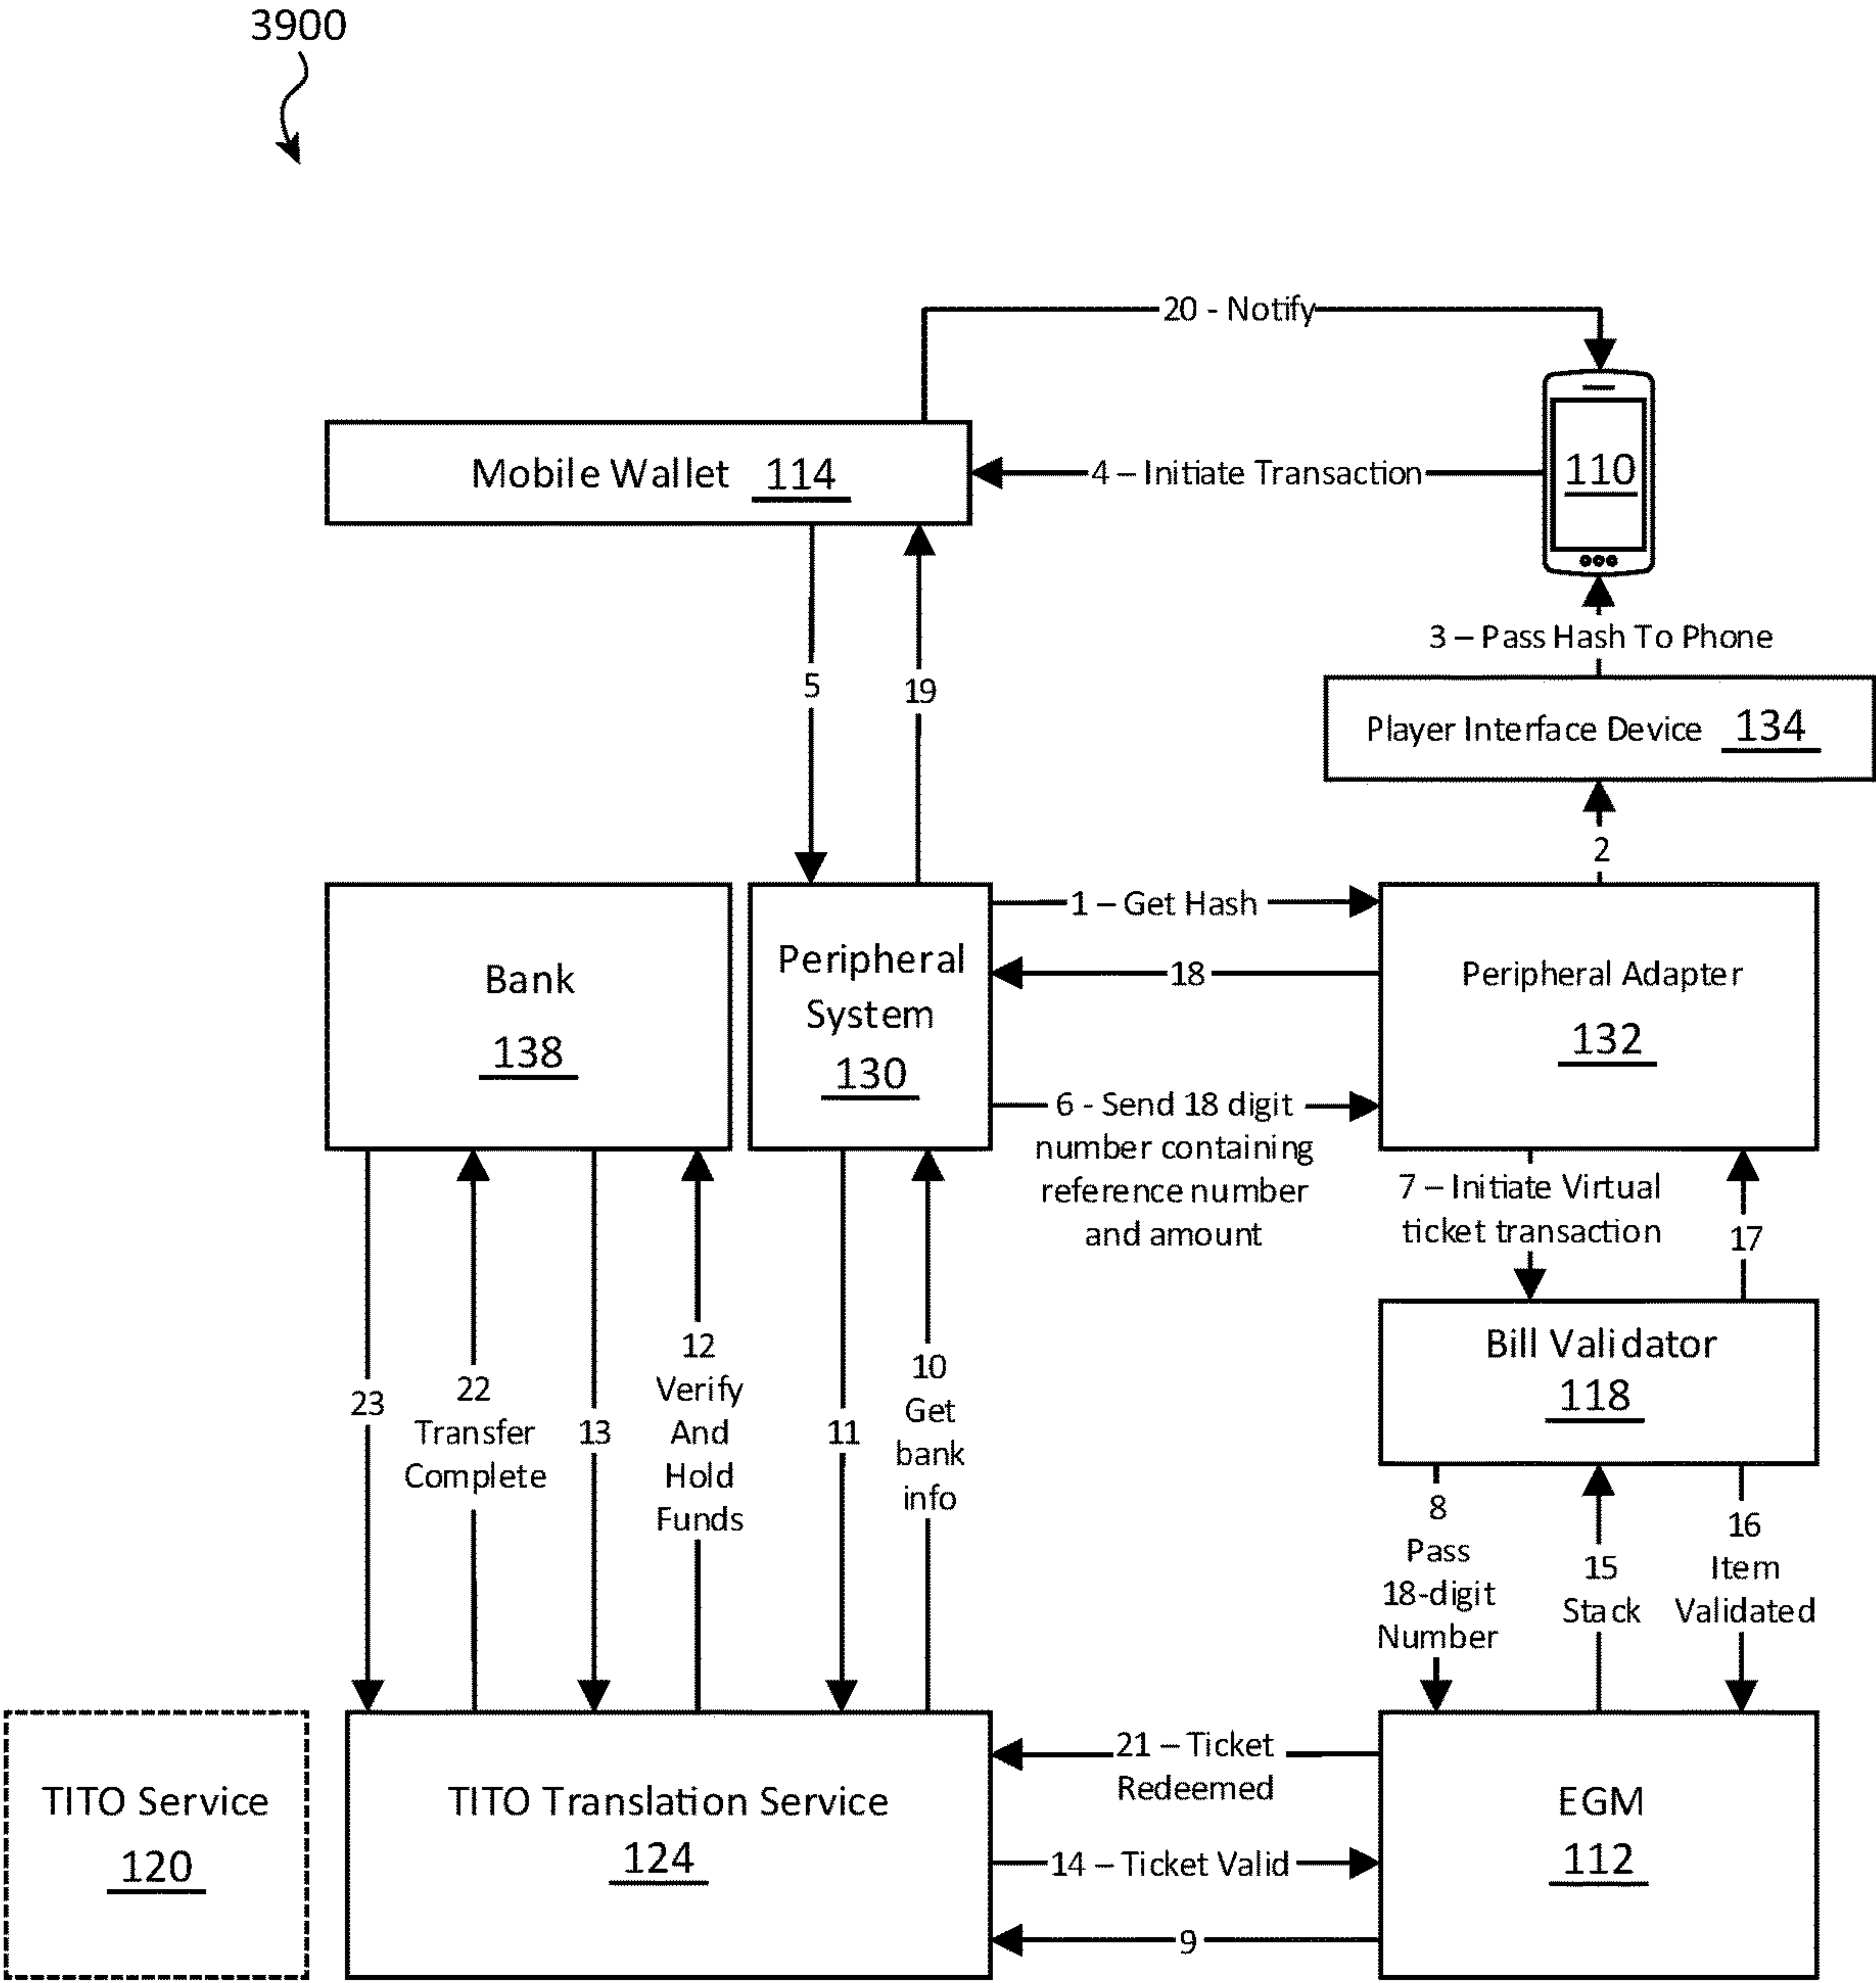 3900
20 - Notify
Mobile Wallet 114
4 – Initiate Transaction
110
3 – Pass Hash To Phone
5
19
Player Interface Device 134
2
Bank
138
Peripheral
System
130
1 – Get Hash
18
6 - Send 18 digit
number containing
reference number
and amount
Peripheral Adapter
132
7 – Initiate Virtual
ticket transaction
17
Bill Validator
118
23
22
Transfer
Complete
13
12
Verify
And
Hold
Funds
11
10
Get
bank
info
8
Pass
18-digit
Number
15
Stack
16
Item
Validated
TITO Service
120
TITO Translation Service
124
21 – Ticket
Redeemed
14 – Ticket Valid
9
EGM
112